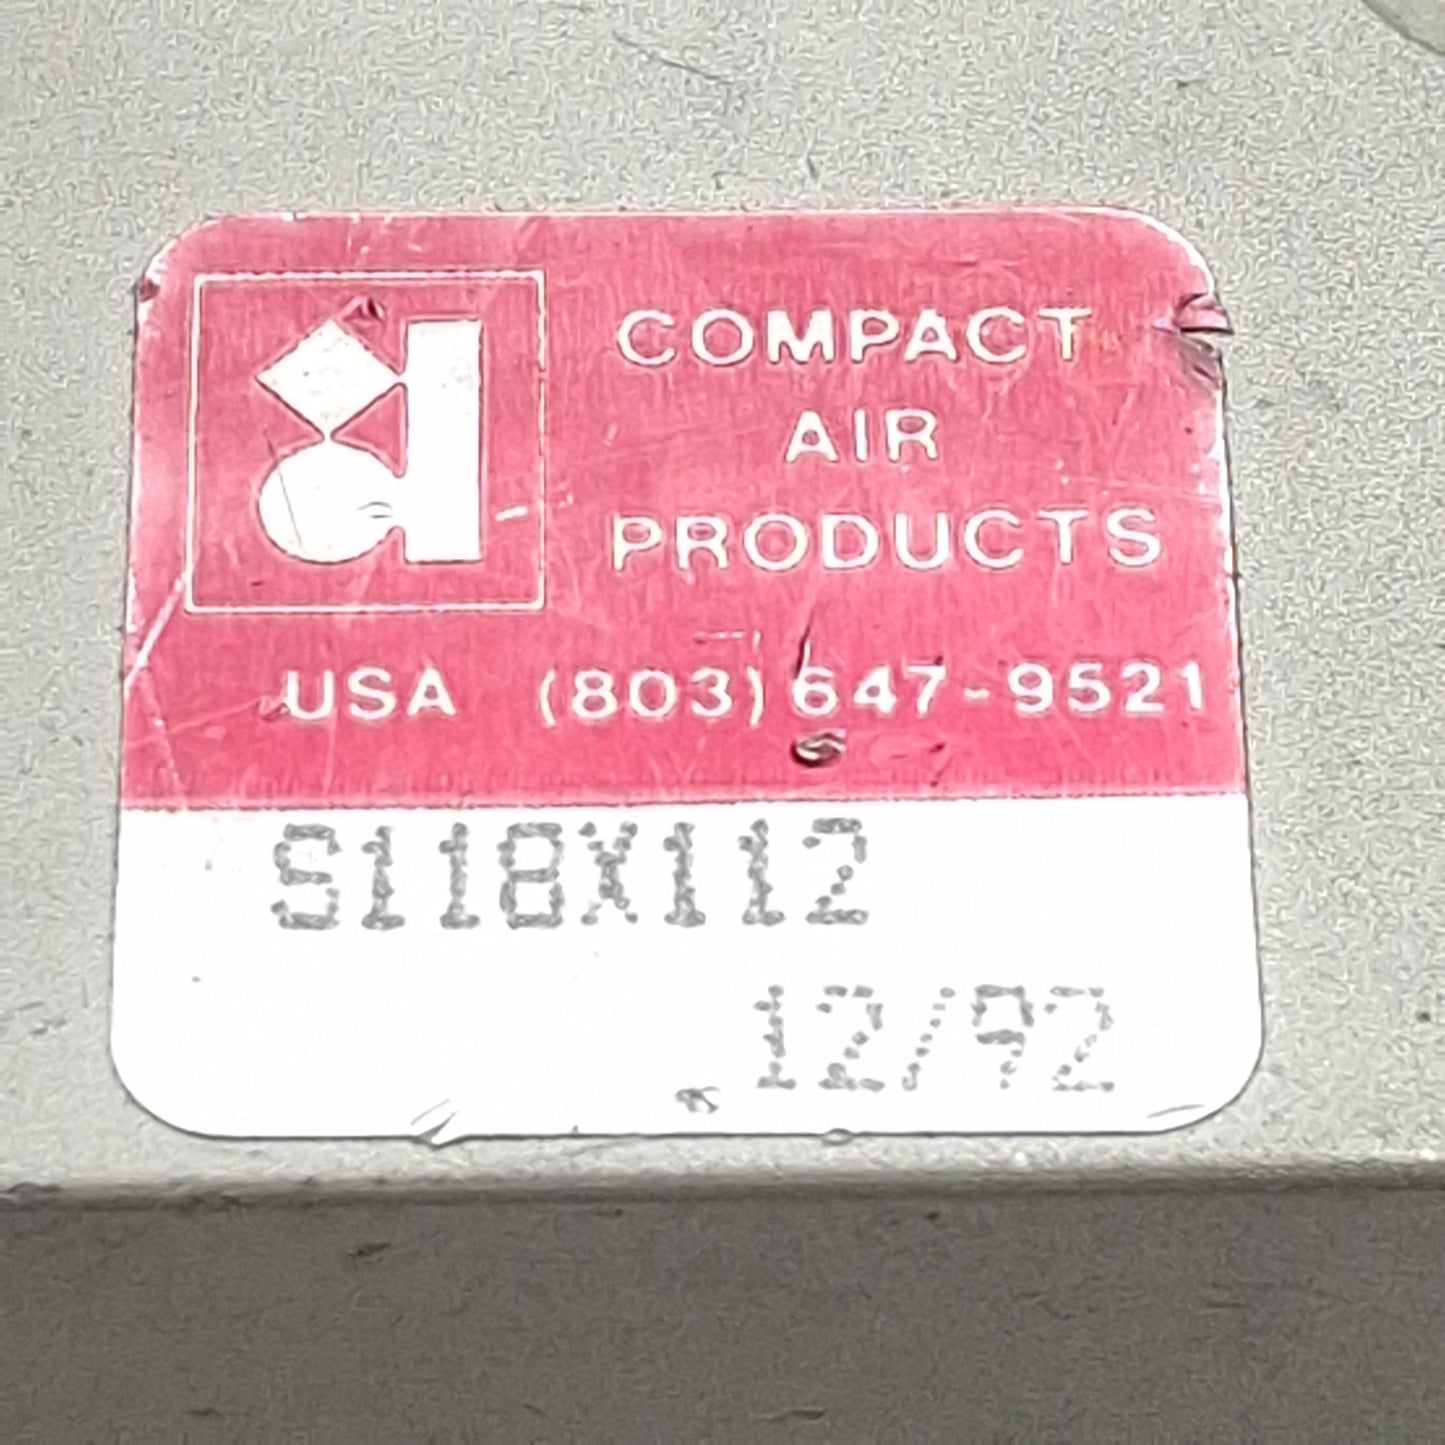 COMPACT
AIR
PRODUCTS
USA (803) 647-9521
S118X112
12/92